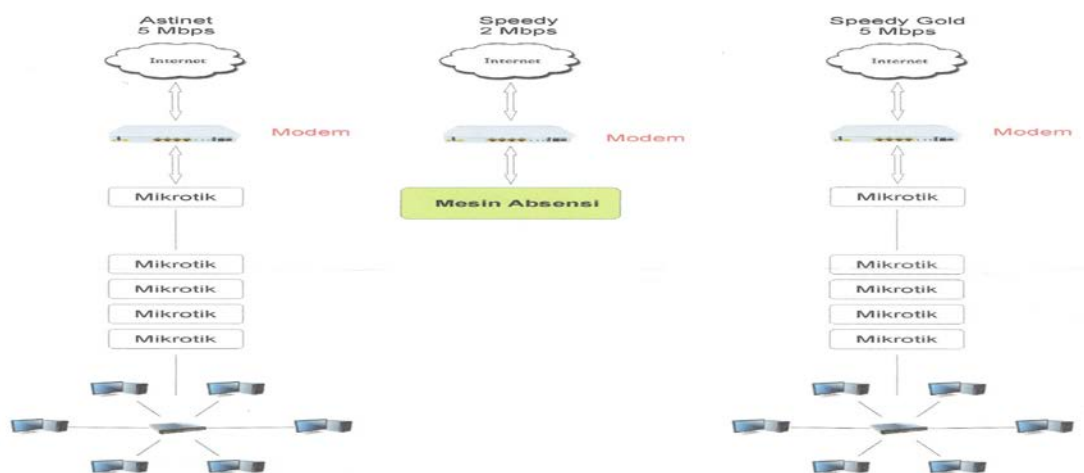 Astinet
5 Mbps
Internet
Modem
Mikrotik
Mikrotik
Mikrotik
Mikrotik
Mikrotik
Speedy
2 Mbps
Internet
Modem
Mesin Absensi
Speedy Gold
5 Mbps
Internet
Modem
Mikrotik
Mikrotik
Mikrotik
Mikrotik
Mikrotik